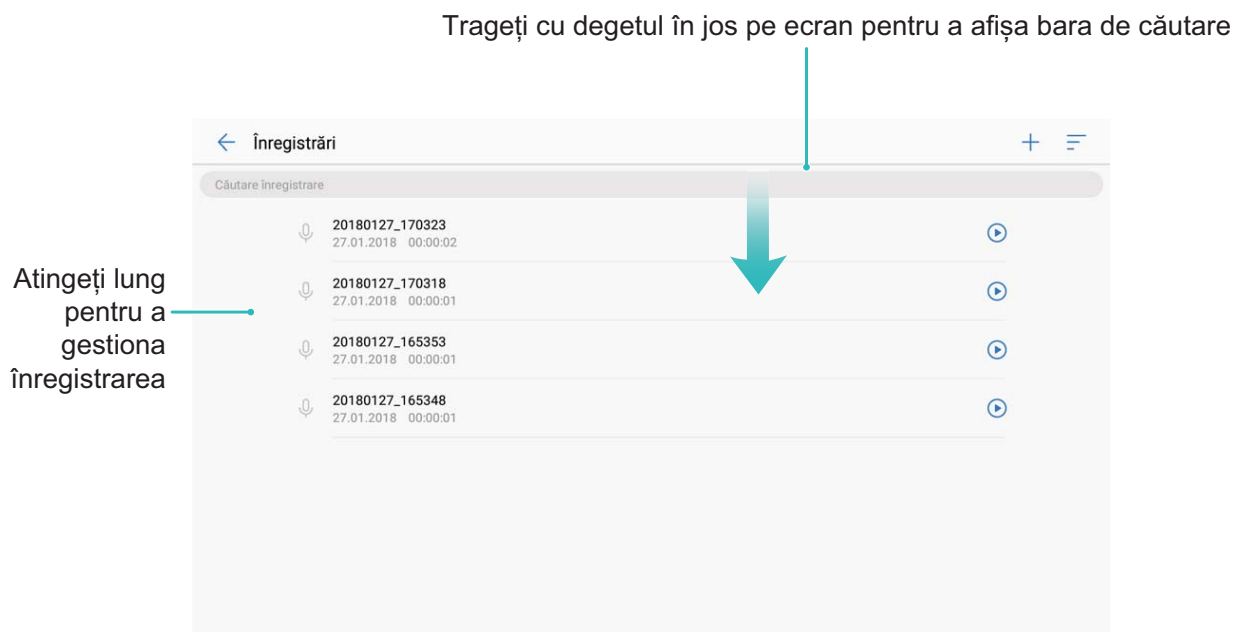 Trageți cu degetul în jos pe ecran pentru a afișa bara de căutare
Înregistrări
Căutare înregistrare
20180127_170323
27.01.2018 00:00:02
20180127_170318
27.01.2018 00:00:01
20180127_165353
27.01.2018 00:00:01
20180127_165348
27.01.2018 00:00:01
Atingeți lung
pentru a
gestiona
înregistrarea